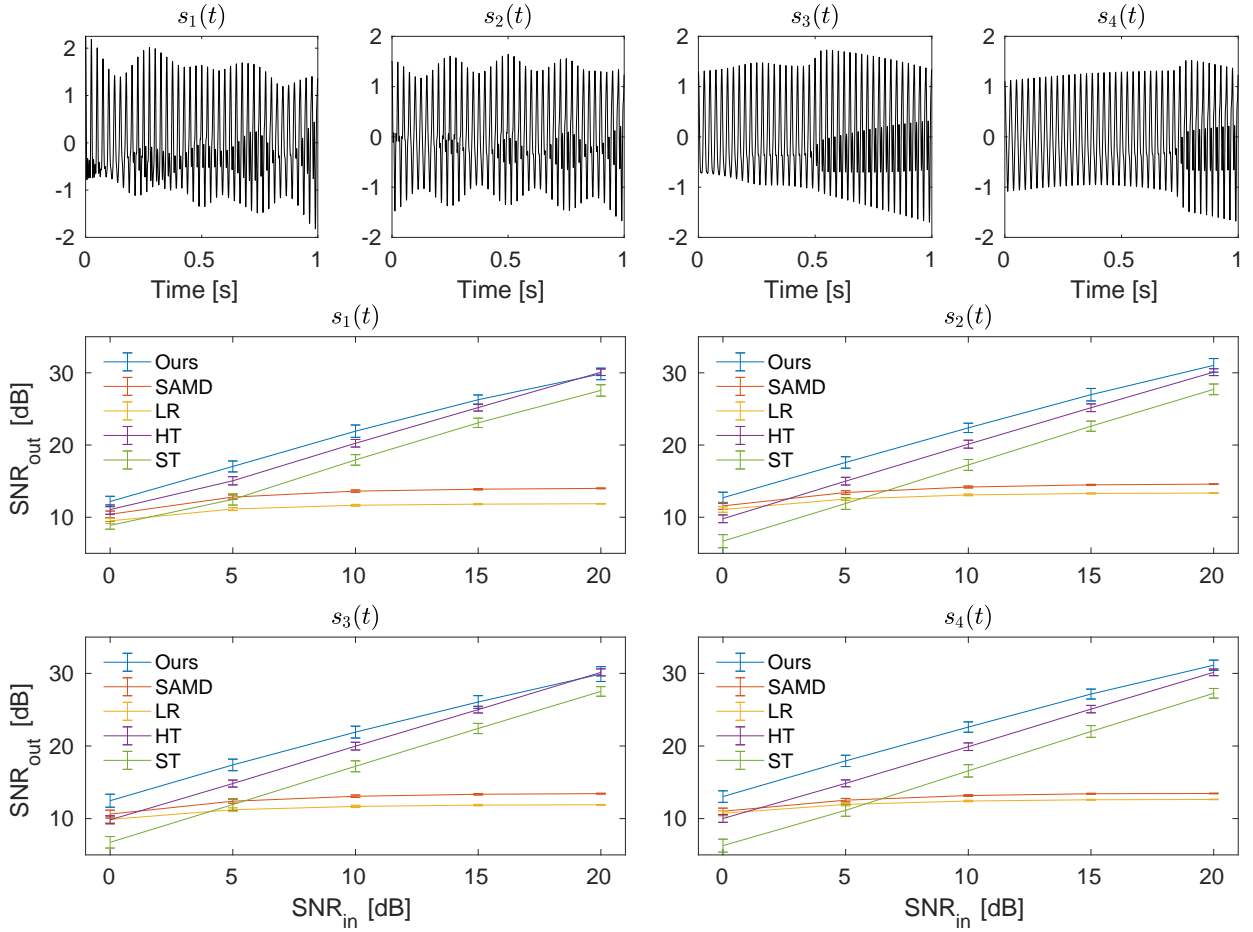 s1(t) s2(t) s3(t) s4(t)
2 2 2 2
1 1 1 1
0 0 0 0
-1 -1 -1 -1
-2 -2 -2 -2
0 0.5 1 0 0.5 1 0 0.5 1 0 0.5 1
Time [s] Time [s] Time [s] Time [s]
s1(t)
SNRout [dB]
30
20
10
Ours
SAMD
LR
HT
ST
0 5 10 15 20
s2(t)
30
20
10
Ours
SAMD
LR
HT
ST
0 5 10 15 20
s3(t)
SNRout [dB]
30
20
10
Ours
SAMD
LR
HT
ST
0 5 10 15 20
SNRin [dB]
s4(t)
30
20
10
Ours
SAMD
LR
HT
ST
0 5 10 15 20
SNRin [dB]